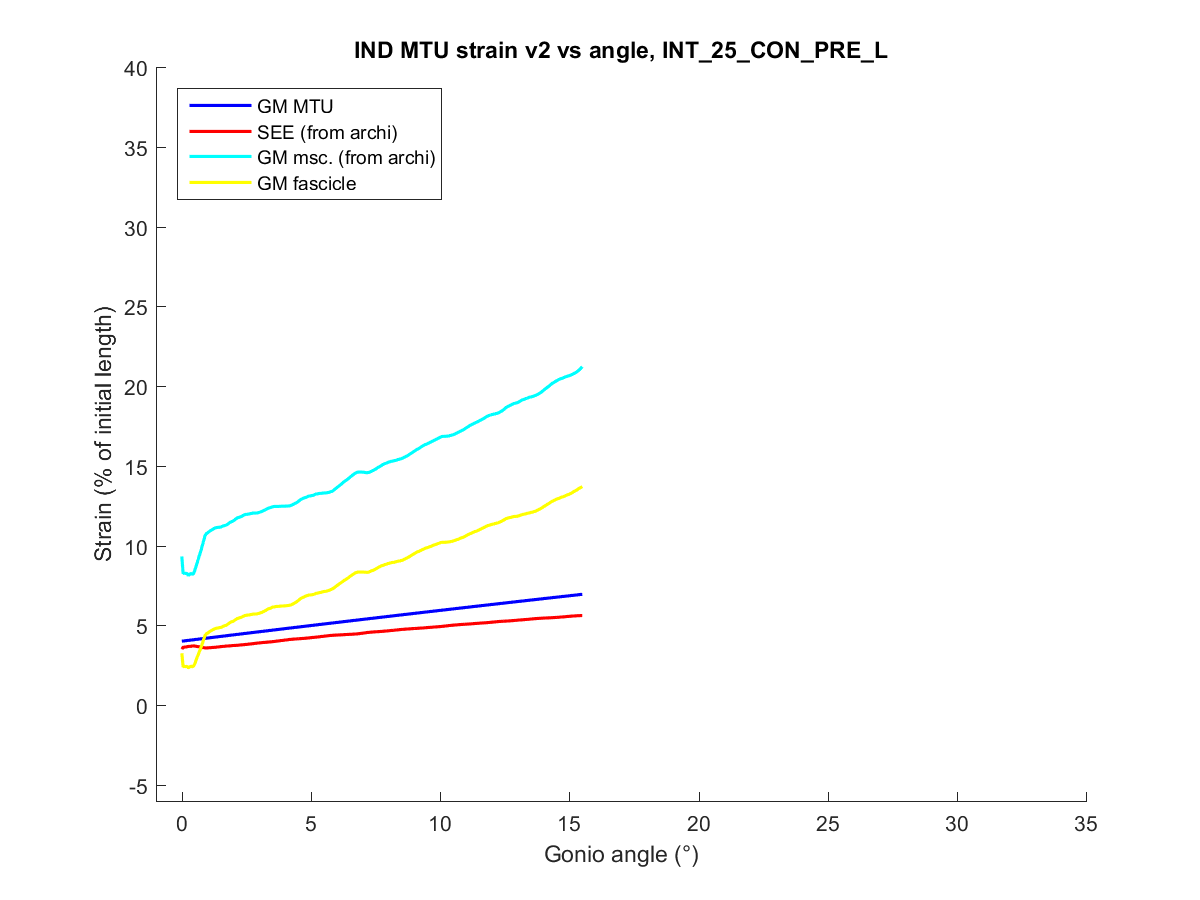 IND MTU strain v2 vs angle, INT_25_CON_PRE_L
40
35
30
25
20
15
10
5
0
-5
GM MTU
SEE (from archi)
GM msc. (from archi)
GM fascicle
Strain (% of initial length)
0 5 10 15 20 25 30 35
Gonio angle (°)